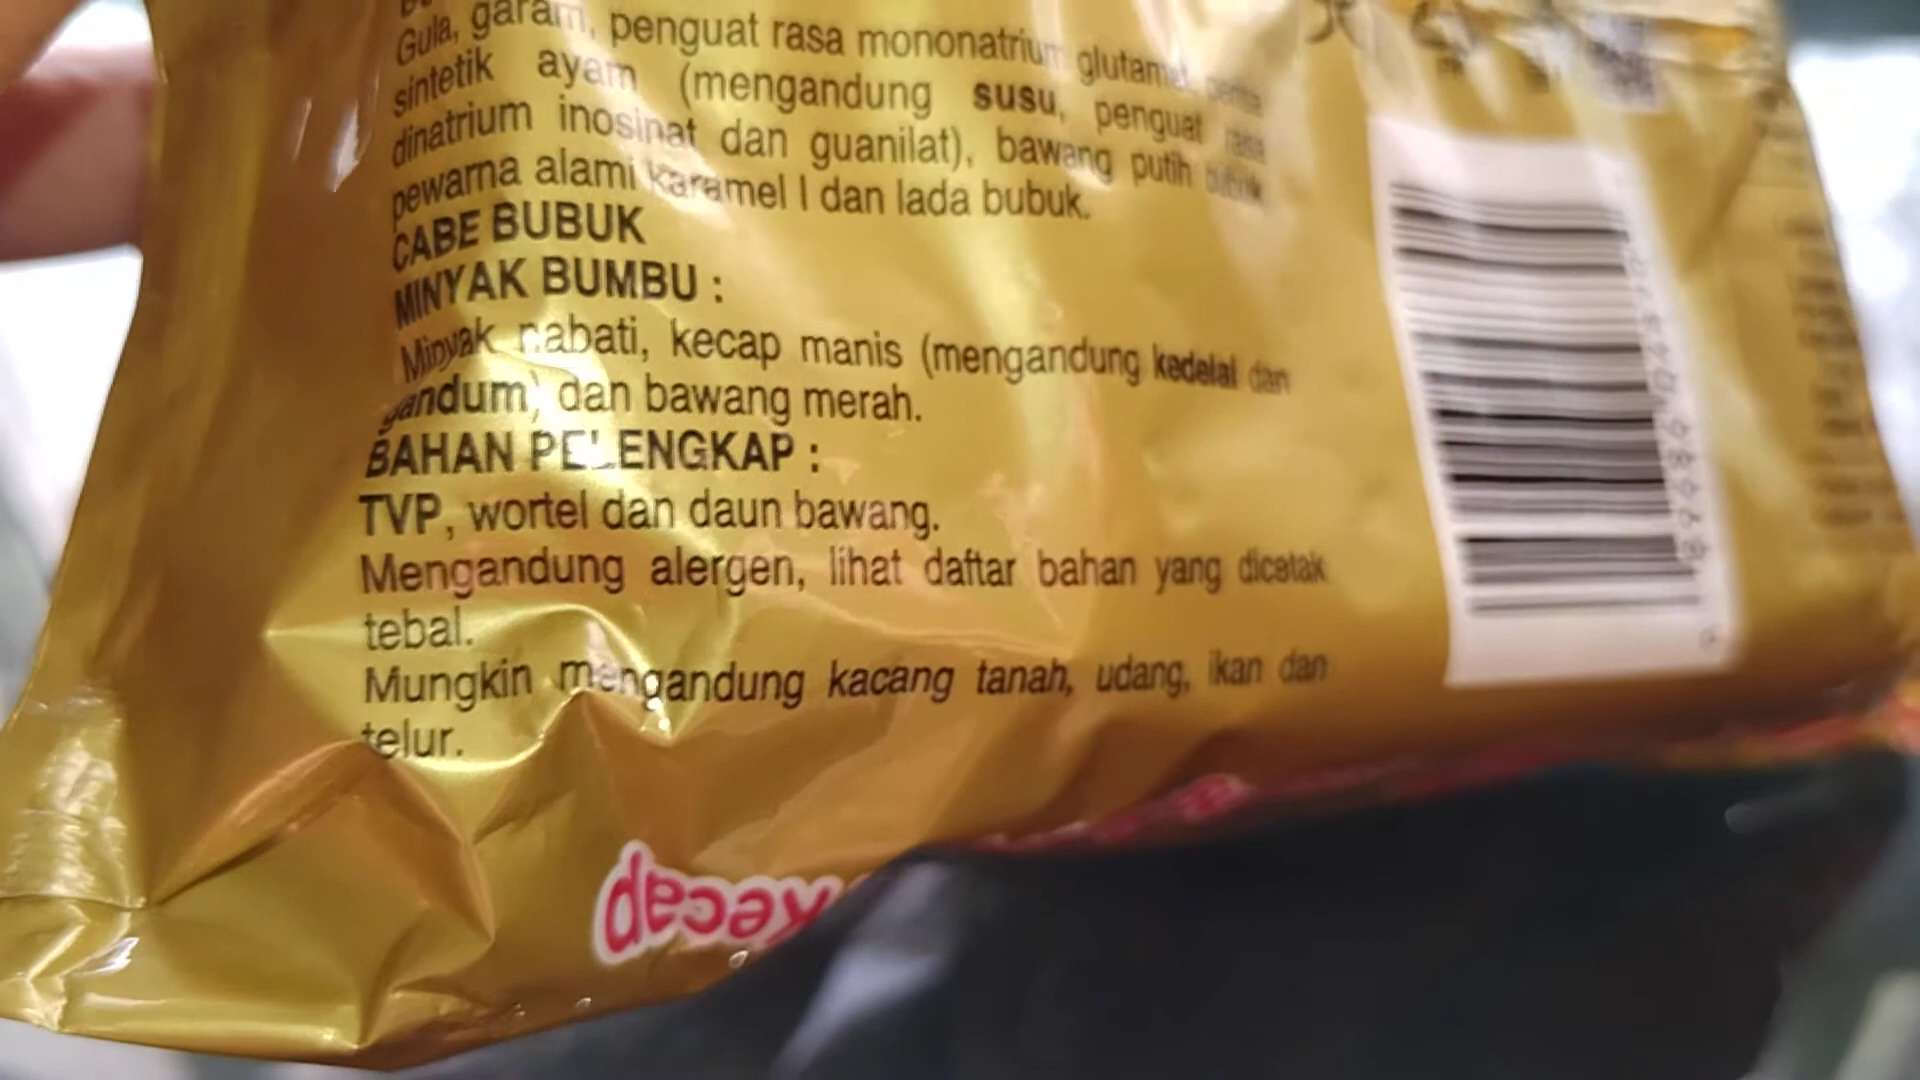 Gula, garam, penguat rasa mononatrium glutamat, perisa
sintetik ayam (mengandung susu, penguat rasa
dinatrium inosinat dan guanilat), bawang putih bubuk,
pewarna alami karamel I dan lada bubuk.
CABE BUBUK
MINYAK BUMBU :
Minyak nabati, kecap manis (mengandung kedelai dan
gandum) dan bawang merah.
BAHAN PELENGKAP :
TVP, wortel dan daun bawang.
Mengandung alergen, lihat daftar bahan yang dicetak
tebal.
Mungkin mengandung kacang tanah, udang, ikan dan
telur.
kecap